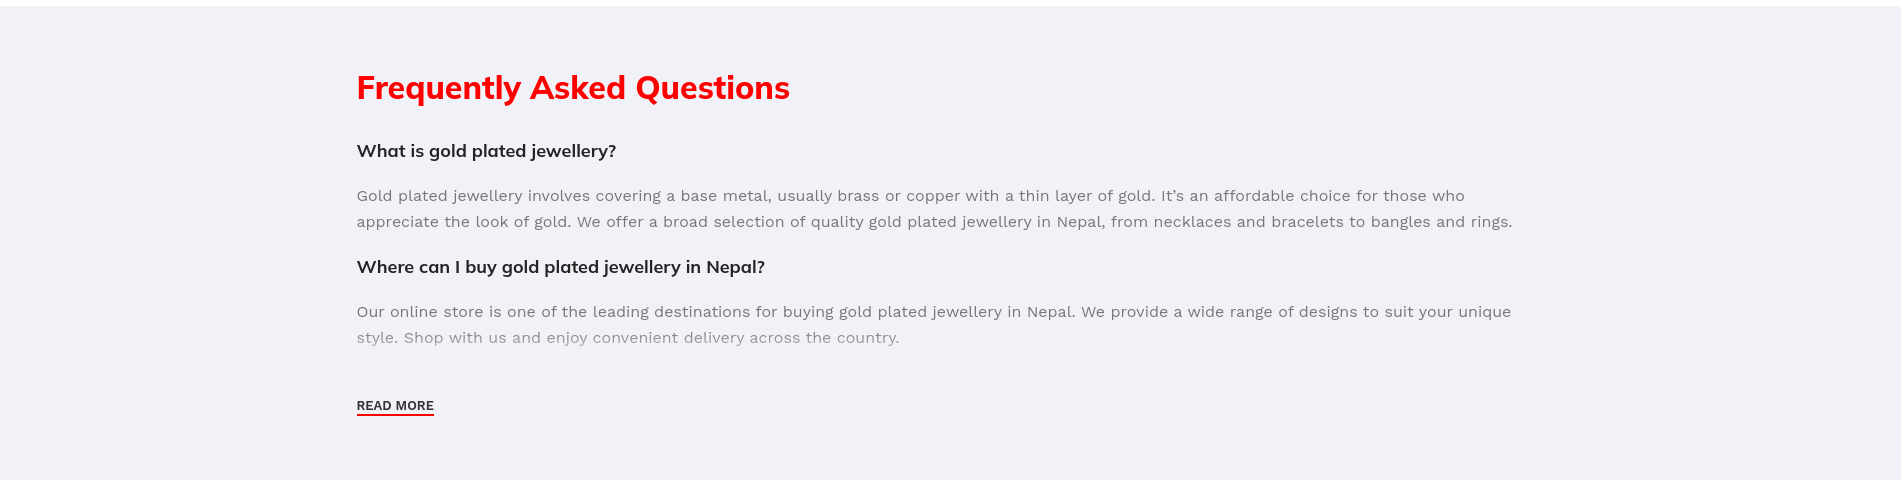 Frequently Asked Questions
What is gold plated jewellery?
Gold plated jewellery involves covering a base metal, usually brass or copper with a thin layer of gold. It’s an affordable choice for those who
appreciate the look of gold. We offer a broad selection of quality gold plated jewellery in Nepal, from necklaces and bracelets to bangles and rings.
Where can I buy gold plated jewellery in Nepal?
Our online store is one of the leading destinations for buying gold plated jewellery in Nepal. We provide a wide range of designs to suit your unique
style. Shop with us and enjoy convenient delivery across the country.
READ MORE